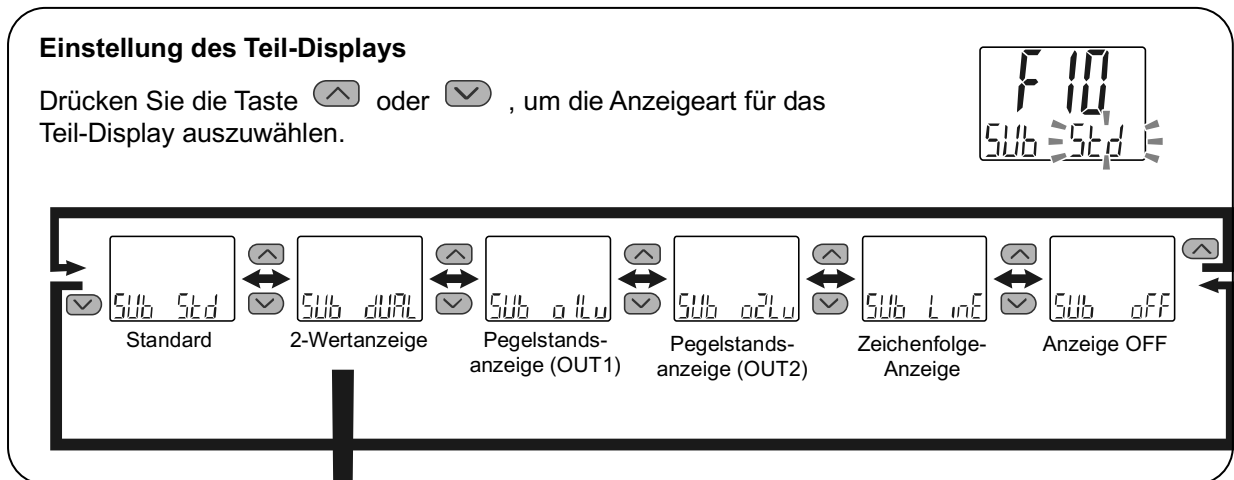 Einstellung des Teil-Displays
Drücken Sie die Taste oder , um die Anzeigeart für das
Teil-Display auszuwählen.
F10
SUb Std
SUb Std
SUb dUAL
SUb o1Lv
SUb o2Lv
SUb LinE
SUb oFF
Standard
2-Wertanzeige
Pegelstands-
anzeige (OUT1)
Pegelstands-
anzeige (OUT2)
Zeichenfolge-
Anzeige
Anzeige OFF